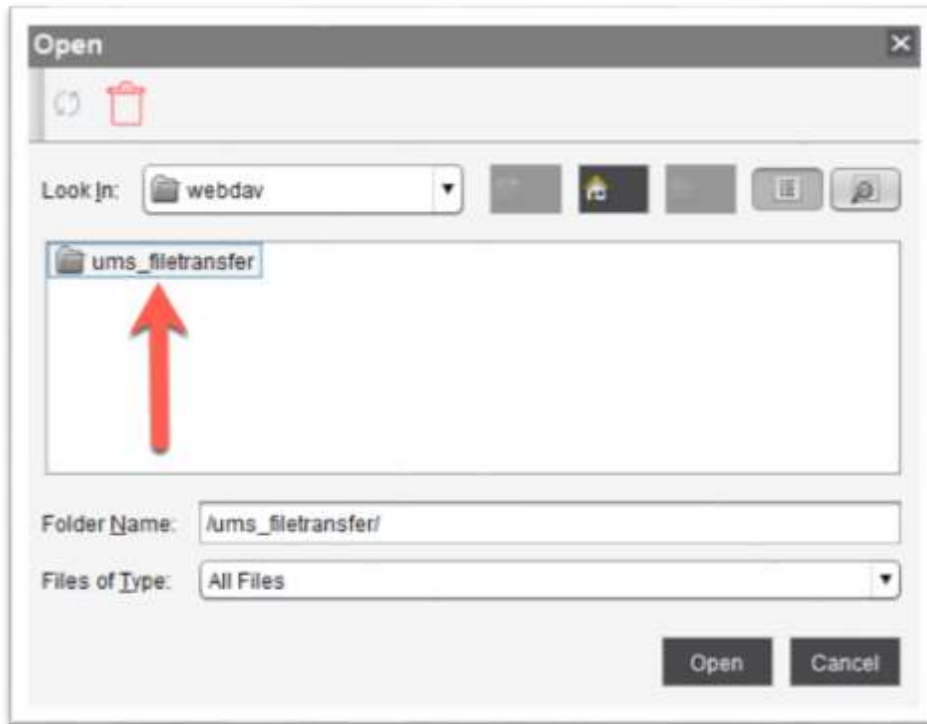 Open
Look In: webdav
ums_filetransfer
Folder Name: /ums_filetransfer/
Files of Type: All Files
Open Cancel